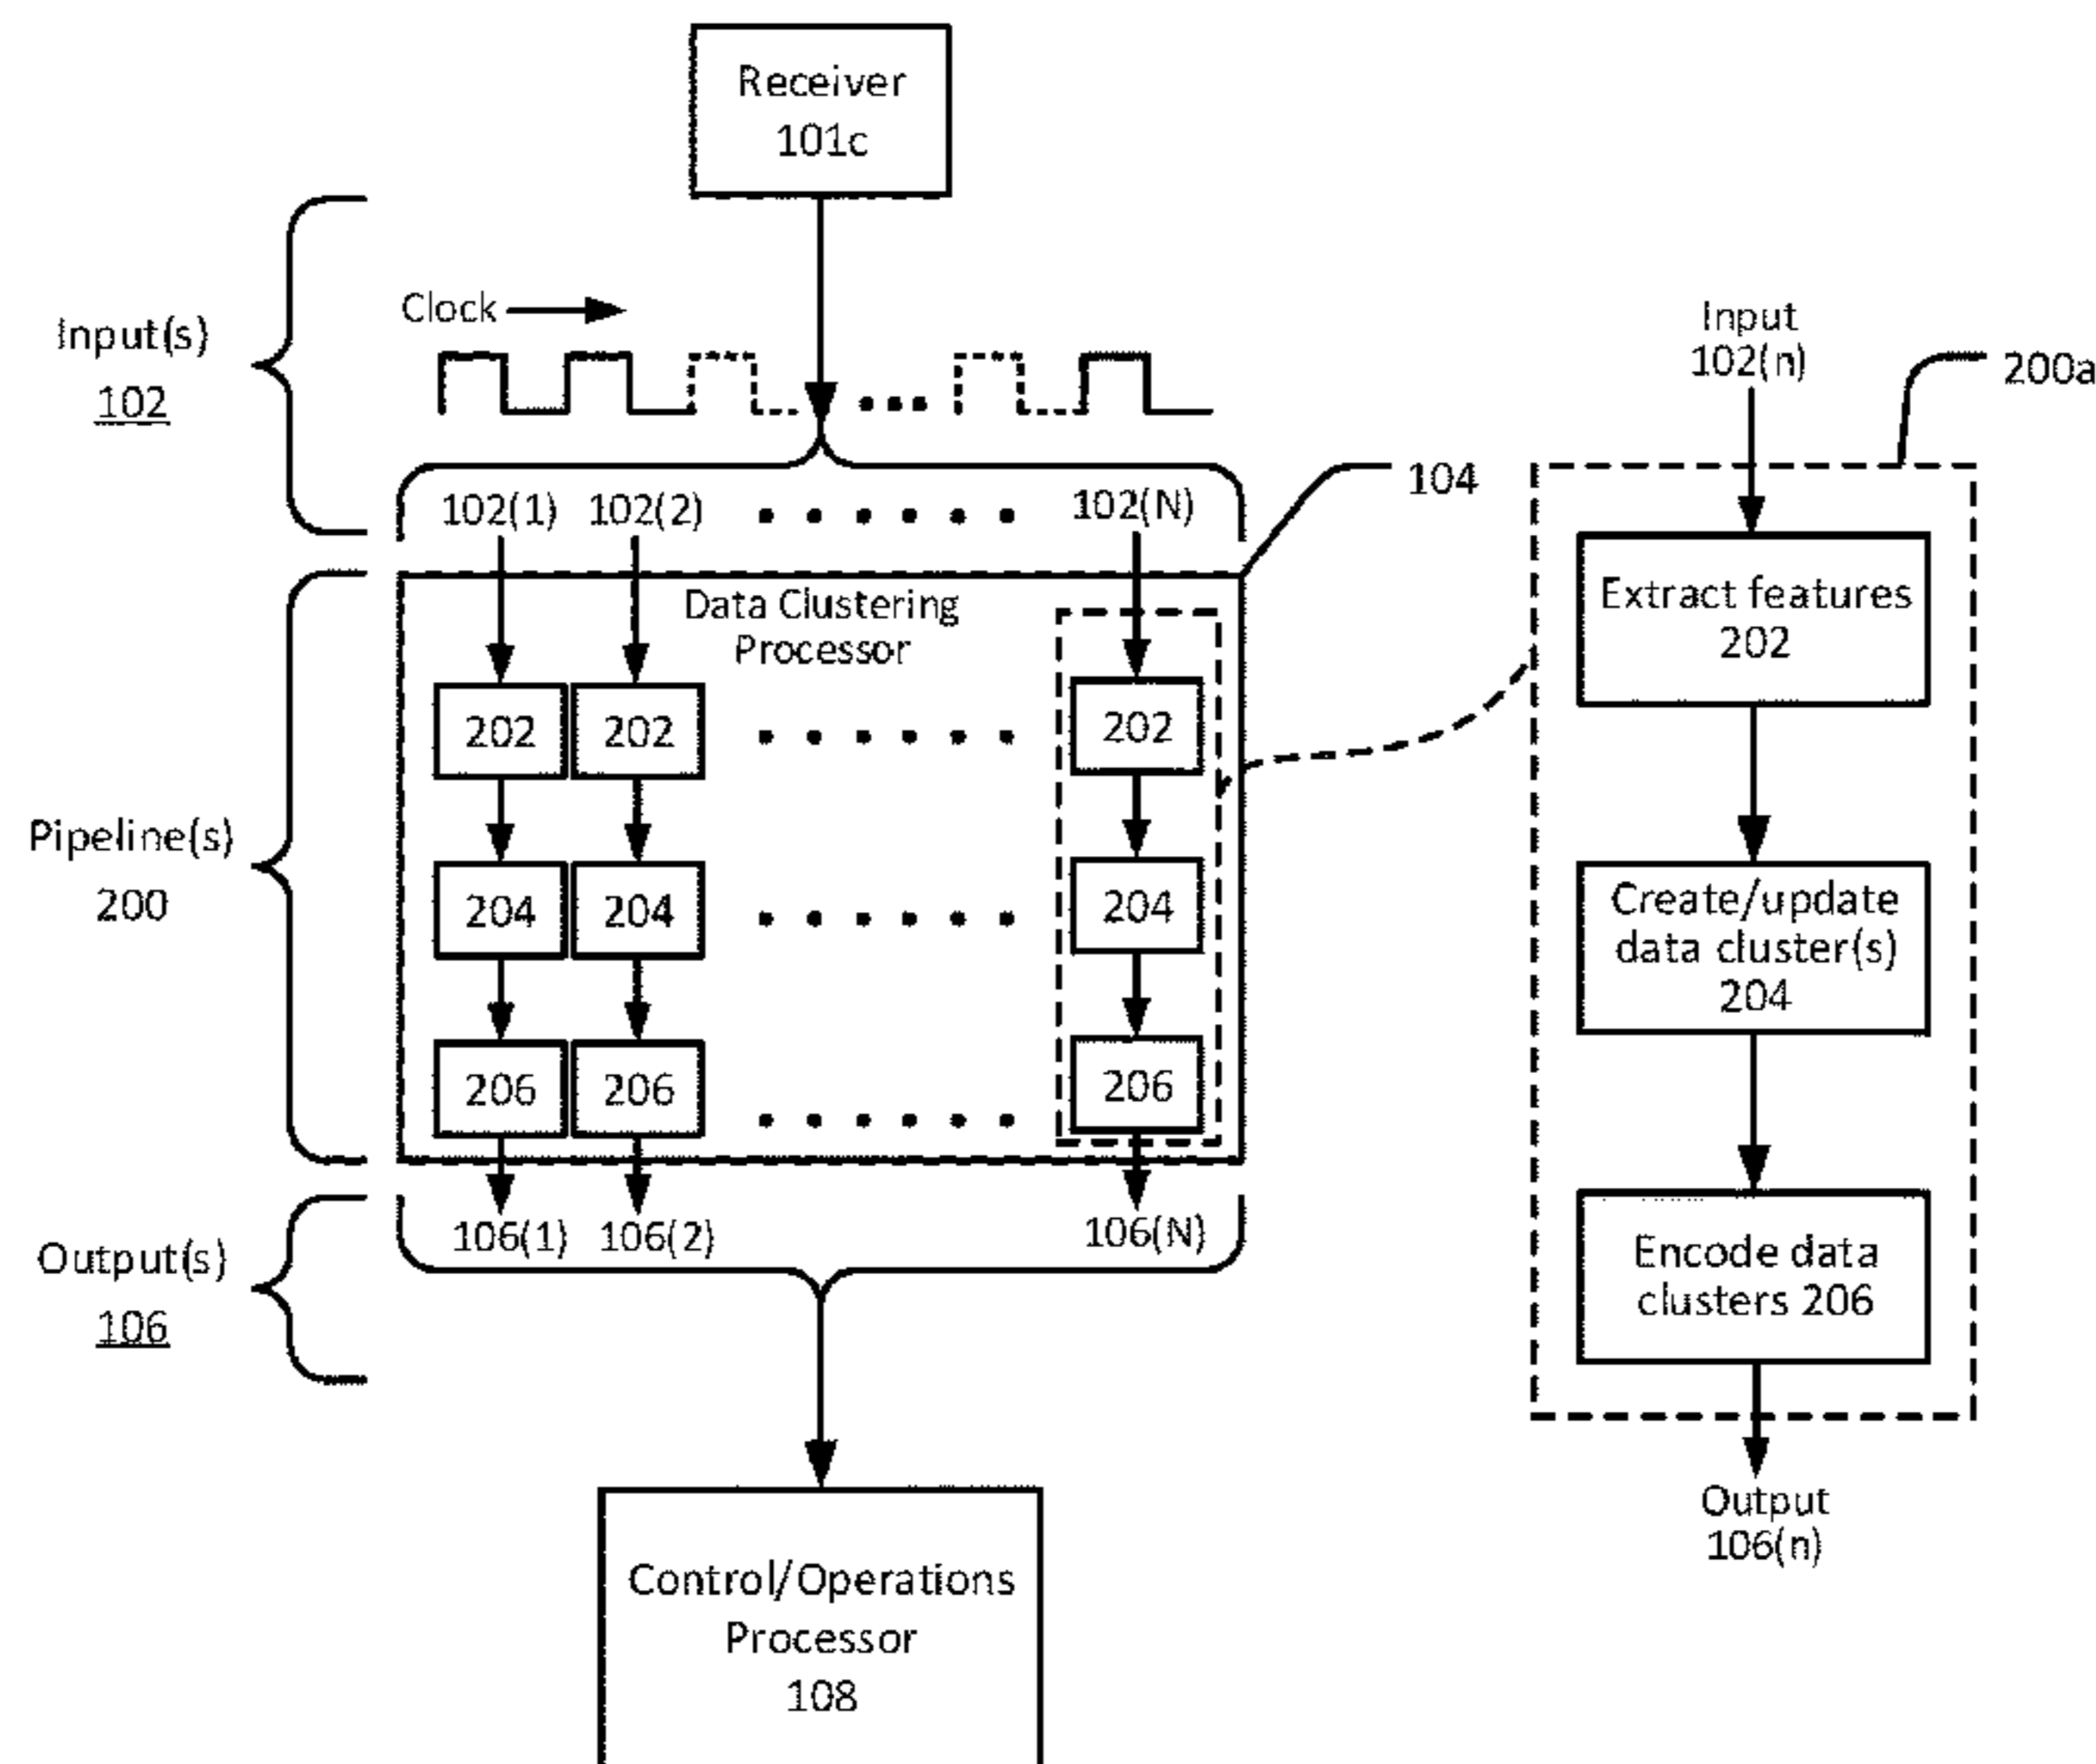 Receiver
101c
Input(s)
102
Clock
102(1) 102(2) 102(N)
104
Data Clustering
Processor
Pipeline(s)
200
202 202 202
204 204 204
206 206 206
Output(s)
106
106(1) 106(2) 106(N)
Control/Operations
Processor
108
Input
102(n)
200a
Extract features
202
Create/update
data cluster(s)
204
Encode data
clusters 206
Output
106(n)